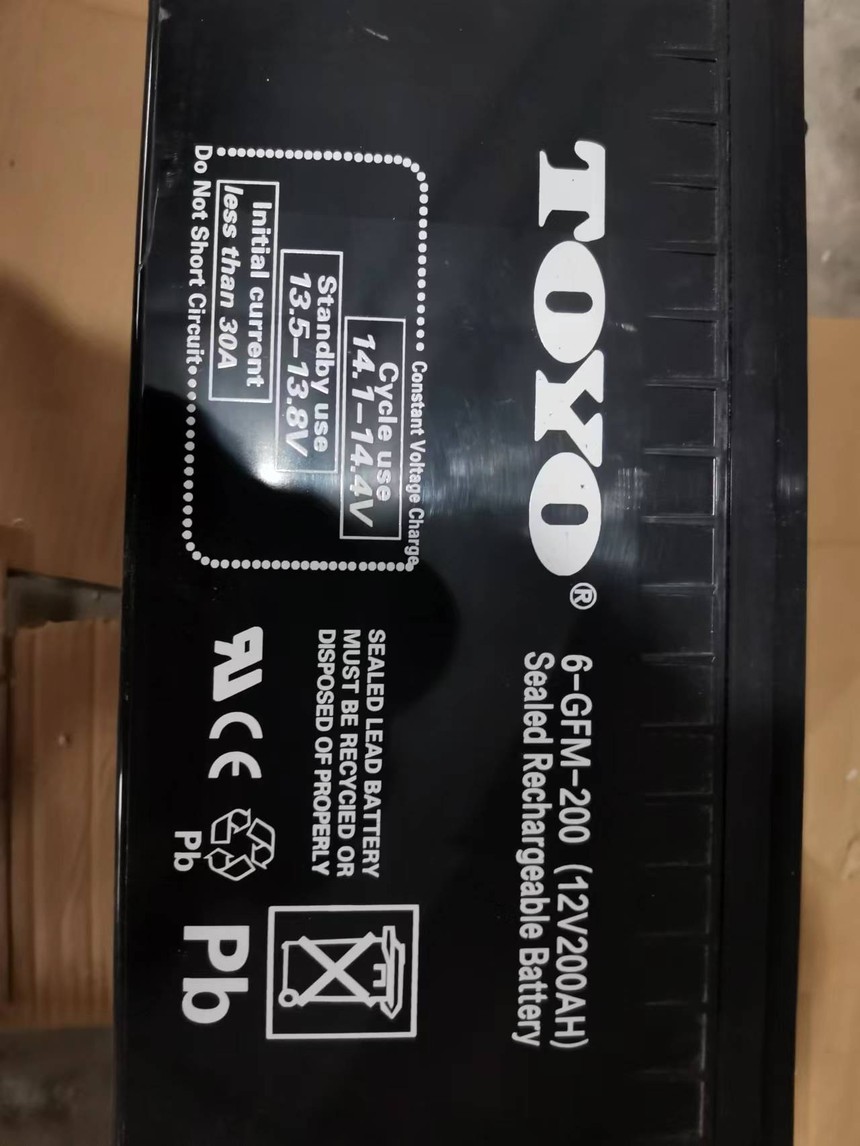 TOYO®
6-GFM-200 (12V200AH)
Sealed Rechargeable Battery
Constant Voltage Charge
Cycle use
14.1-14.4V
Standby use
13.5-13.8V
Initial current
less than 30A
Do Not Short Circuit
SEALED LEAD BATTERY
MUST BE RECYCIED OR
DISPOSED OF PROPERLY
RU CE
Pb
Pb